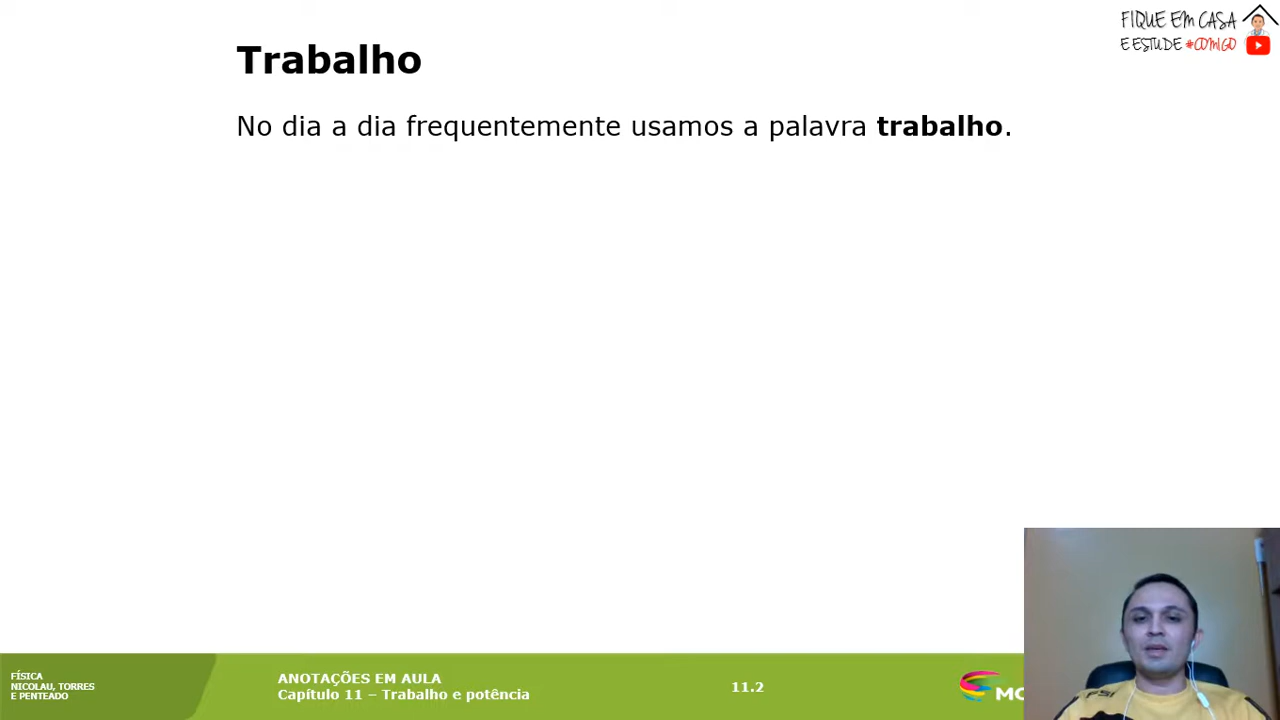 FIQUE EM CASA
E ESTUDE #COMIGO
Trabalho
No dia a dia frequentemente usamos a palavra trabalho.
FÍSICA
NICOLAU, TORRES
E PENTEADO
ANOTAÇÕES EM AULA
Capítulo 11 – Trabalho e potência
11.2